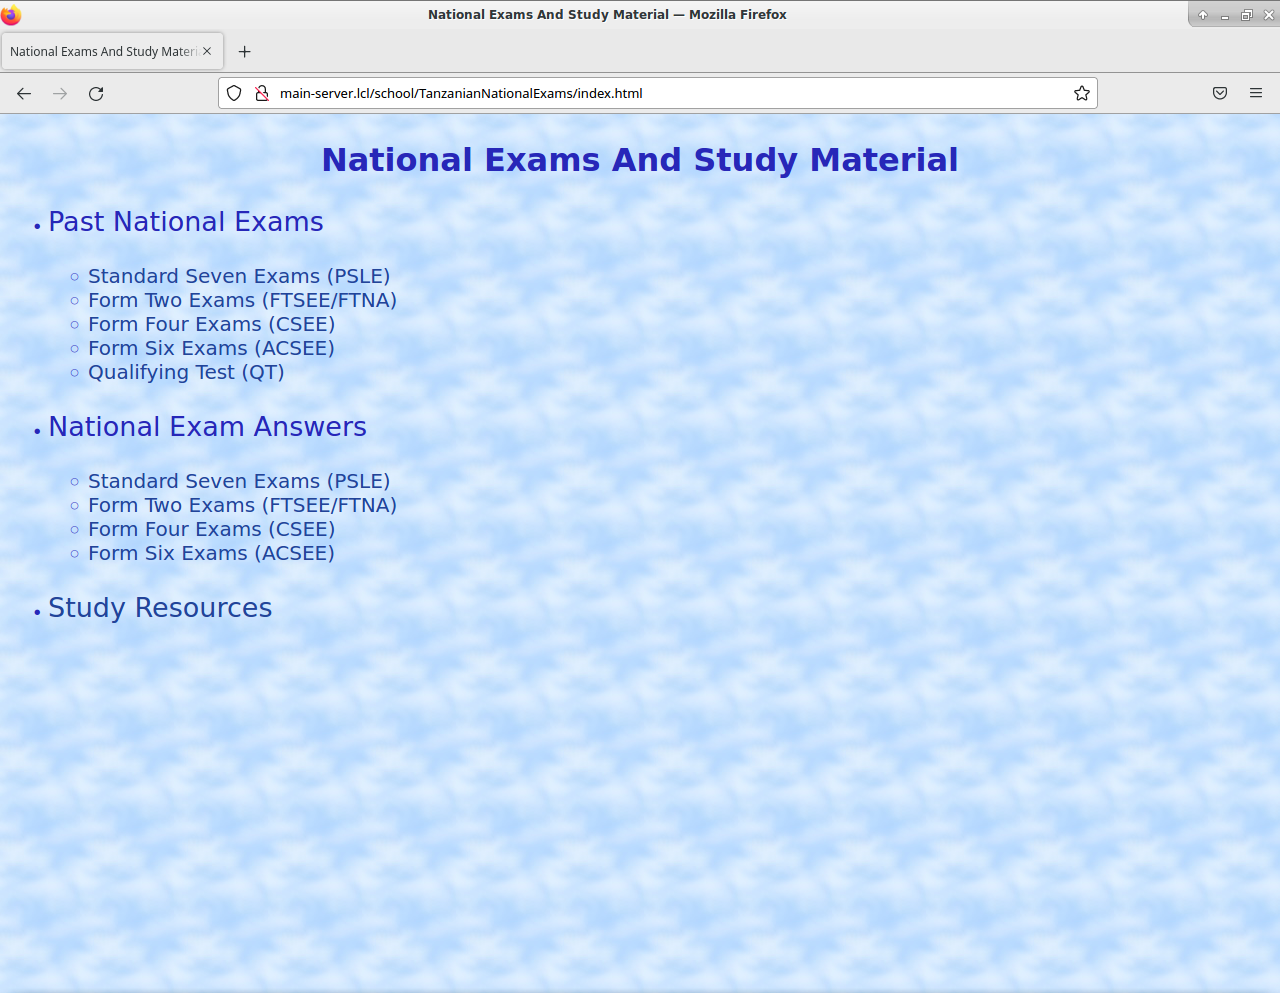 National Exams And Study Material — Mozilla Firefox
National Exams And Study Materi
main-server.lcl/school/TanzanianNationalExams/index.html
National Exams And Study Material
Past National Exams
Standard Seven Exams (PSLE)
Form Two Exams (FTSEE/FTNA)
Form Four Exams (CSEE)
Form Six Exams (ACSEE)
Qualifying Test (QT)
National Exam Answers
Standard Seven Exams (PSLE)
Form Two Exams (FTSEE/FTNA)
Form Four Exams (CSEE)
Form Six Exams (ACSEE)
Study Resources